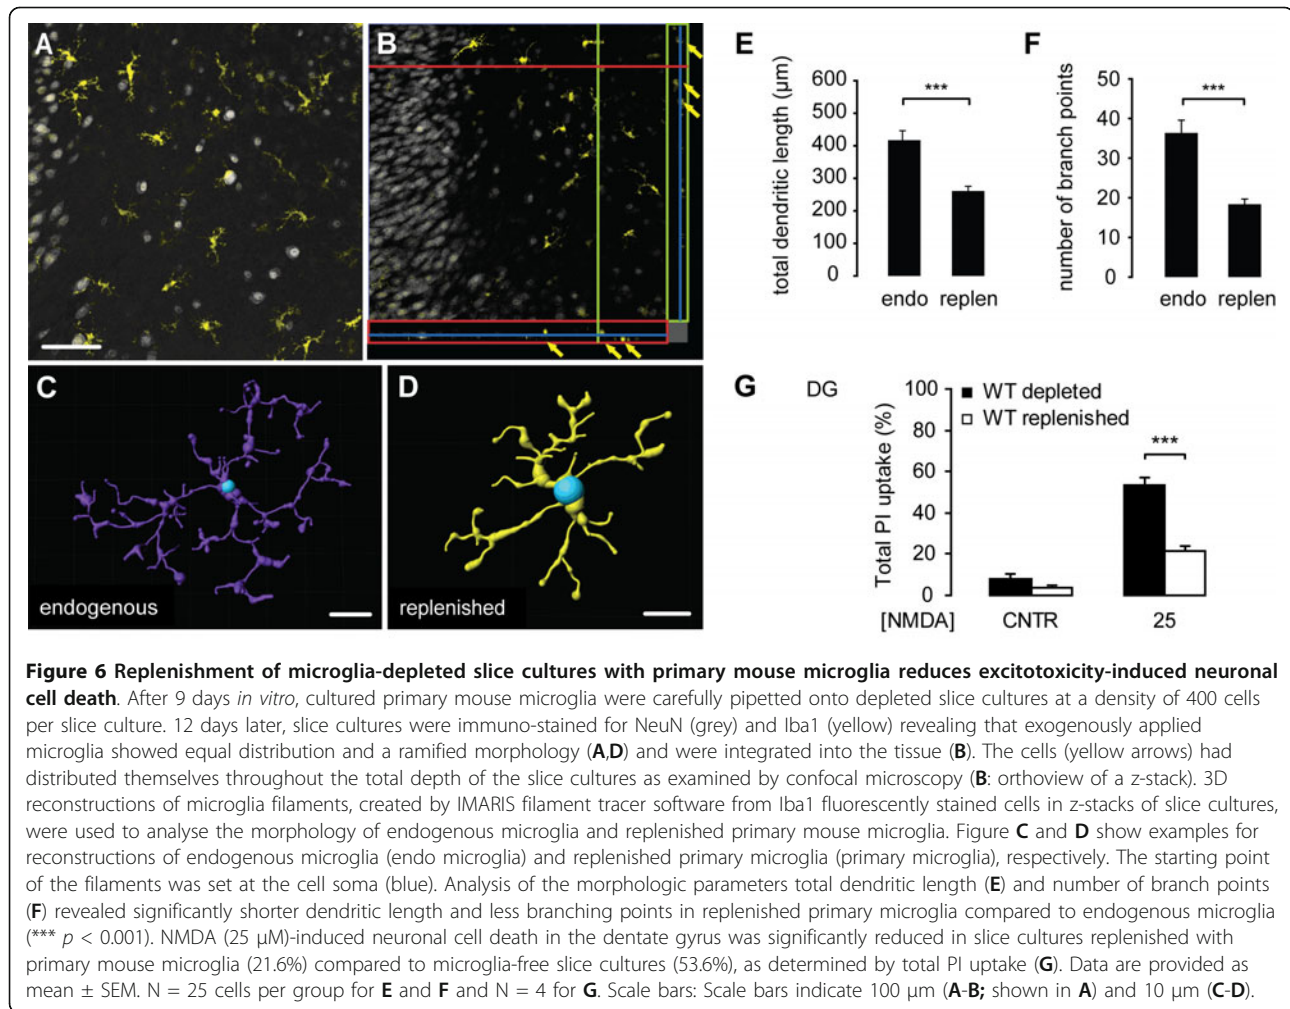 A
B
C
endogenous
D
replenished
E
total dendritic length (µm)
600
500
400
300
200
100
0
***
endo replen
F
number of branch points
50
40
30
20
10
0
***
endo replen
G DG
Total PI uptake (%)
100
80
60
40
20
0
WT depleted
WT replenished
***
[NMDA] CNTR 25
Figure 6 Replenishment of microglia-depleted slice cultures with primary mouse microglia reduces excitotoxicity-induced neuronal
cell death. After 9 days in vitro, cultured primary mouse microglia were carefully pipetted onto depleted slice cultures at a density of 400 cells
per slice culture. 12 days later, slice cultures were immuno-stained for NeuN (grey) and Iba1 (yellow) revealing that exogenously applied
microglia showed equal distribution and a ramified morphology (A,D) and were integrated into the tissue (B). The cells (yellow arrows) had
distributed themselves throughout the total depth of the slice cultures as examined by confocal microscopy (B: orthoview of a z-stack). 3D
reconstructions of microglia filaments, created by IMARIS filament tracer software from Iba1 fluorescently stained cells in z-stacks of slice cultures,
were used to analyse the morphology of endogenous microglia and replenished primary mouse microglia. Figure C and D show examples for
reconstructions of endogenous microglia (endo microglia) and replenished primary microglia (primary microglia), respectively. The starting point
of the filaments was set at the cell soma (blue). Analysis of the morphologic parameters total dendritic length (E) and number of branch points
(F) revealed significantly shorter dendritic length and less branching points in replenished primary microglia compared to endogenous microglia
(*** p < 0.001). NMDA (25 µM)-induced neuronal cell death in the dentate gyrus was significantly reduced in slice cultures replenished with
primary mouse microglia (21.6%) compared to microglia-free slice cultures (53.6%), as determined by total PI uptake (G). Data are provided as
mean ± SEM. N = 25 cells per group for E and F and N = 4 for G. Scale bars: Scale bars indicate 100 µm (A-B; shown in A) and 10 µm (C-D).